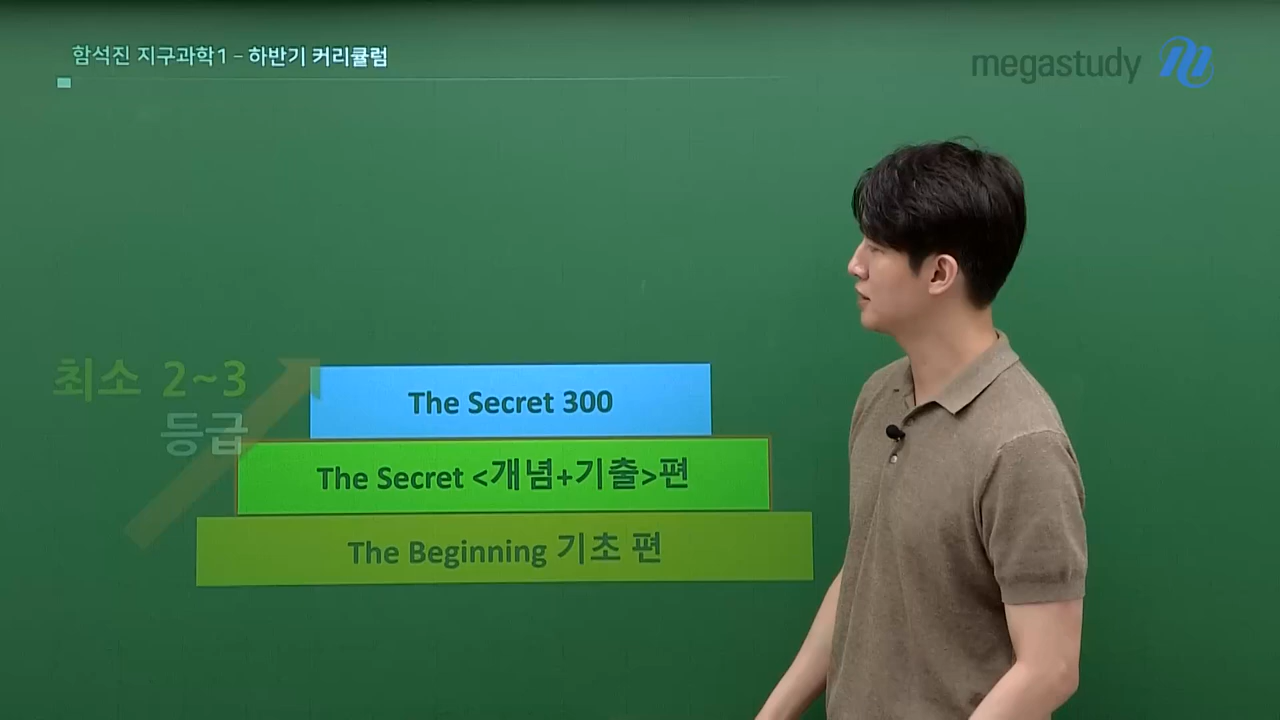 함석진 지구과학1 - 하반기 커리큘럼
megastudy
최소 2~3
등급
The Secret 300
The Secret <개념+기출>편
The Beginning 기초 편